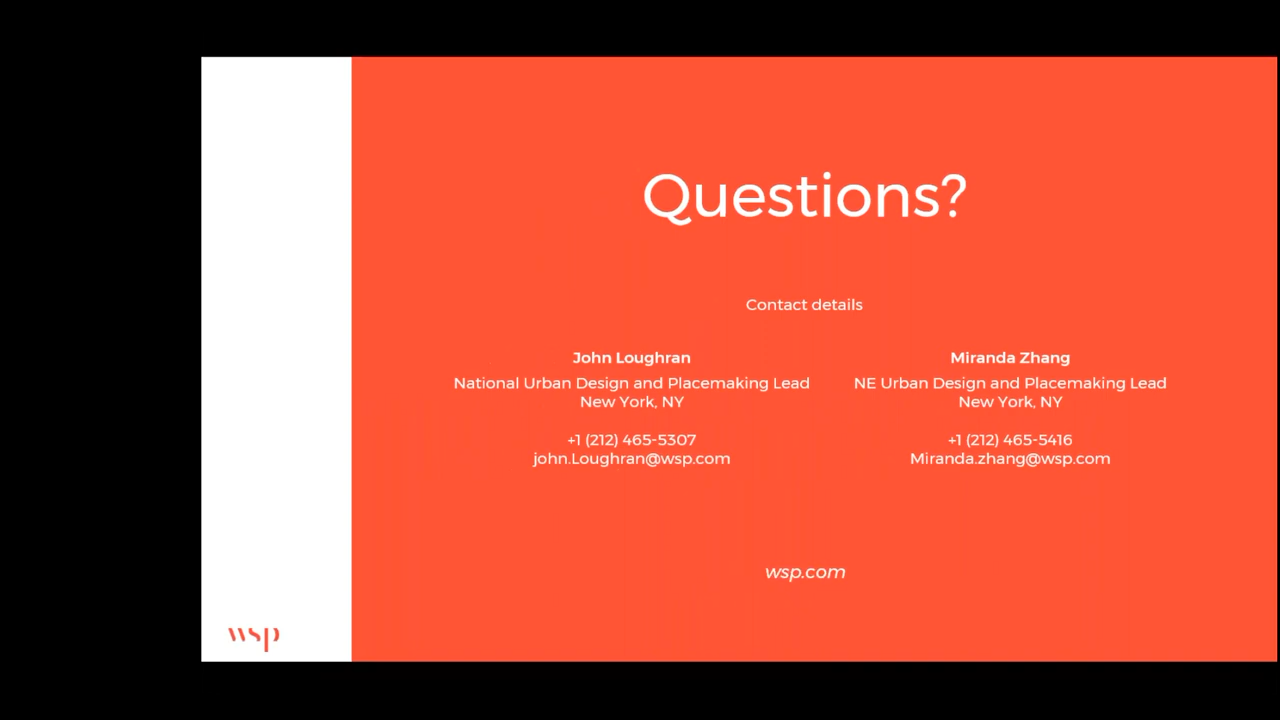 Questions?
Contact details
John Loughran
National Urban Design and Placemaking Lead
New York, NY
+1 (212) 465-5307
john.Loughran@wsp.com
Miranda Zhang
NE Urban Design and Placemaking Lead
New York, NY
+1 (212) 465-5416
Miranda.zhang@wsp.com
wsp.com
wsp